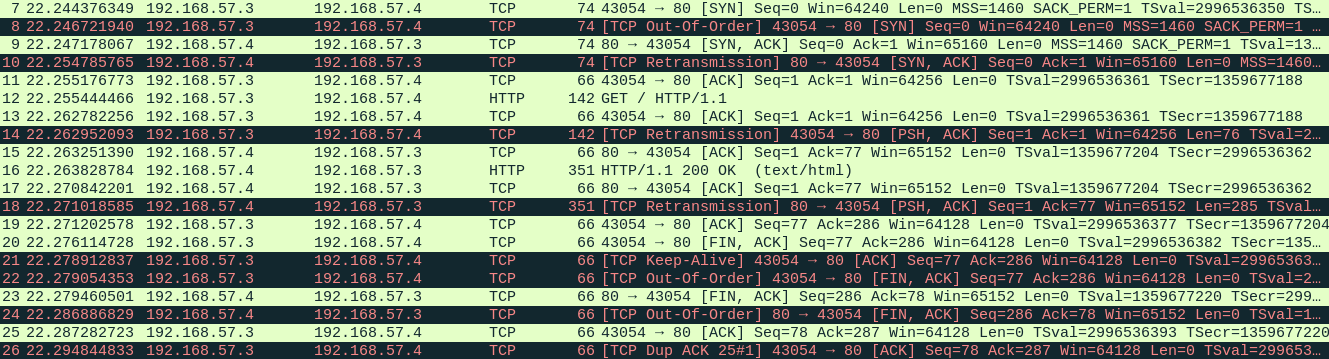 7 22.244376349 192.168.57.3 192.168.57.4 TCP 74 43054 → 80 [SYN] Seq=0 Win=64240 Len=0 MSS=1460 SACK_PERM=1 TSval=2996536350 TS…
8 22.246721940 192.168.57.3 192.168.57.4 TCP 74 [TCP Out-Of-Order] 43054 → 80 [SYN] Seq=0 Win=64240 Len=0 MSS=1460 SACK_PERM=1 …
9 22.247178067 192.168.57.4 192.168.57.3 TCP 74 80 → 43054 [SYN, ACK] Seq=0 Ack=1 Win=65160 Len=0 MSS=1460 SACK_PERM=1 TSval=13…
10 22.254785765 192.168.57.4 192.168.57.3 TCP 74 [TCP Retransmission] 80 → 43054 [SYN, ACK] Seq=0 Ack=1 Win=65160 Len=0 MSS=1460…
11 22.255176773 192.168.57.3 192.168.57.4 TCP 66 43054 → 80 [ACK] Seq=1 Ack=1 Win=64256 Len=0 TSval=2996536361 TSecr=1359677188
12 22.255444466 192.168.57.3 192.168.57.4 HTTP 142 GET / HTTP/1.1
13 22.262782256 192.168.57.3 192.168.57.4 TCP 66 43054 → 80 [ACK] Seq=1 Ack=1 Win=64256 Len=0 TSval=2996536361 TSecr=1359677188
14 22.262952093 192.168.57.3 192.168.57.4 TCP 142 [TCP Retransmission] 43054 → 80 [PSH, ACK] Seq=1 Ack=1 Win=64256 Len=76 TSval=2…
15 22.263251390 192.168.57.4 192.168.57.3 TCP 66 80 → 43054 [ACK] Seq=1 Ack=77 Win=65152 Len=0 TSval=1359677204 TSecr=2996536362
16 22.263828784 192.168.57.4 192.168.57.3 HTTP 351 HTTP/1.1 200 OK (text/html)
17 22.270842201 192.168.57.4 192.168.57.3 TCP 66 80 → 43054 [ACK] Seq=1 Ack=77 Win=65152 Len=0 TSval=1359677204 TSecr=2996536362
18 22.271018585 192.168.57.4 192.168.57.3 TCP 351 [TCP Retransmission] 80 → 43054 [PSH, ACK] Seq=1 Ack=77 Win=65152 Len=285 TSval…
19 22.271202578 192.168.57.3 192.168.57.4 TCP 66 43054 → 80 [ACK] Seq=77 Ack=286 Win=64128 Len=0 TSval=2996536377 TSecr=1359677204
20 22.276114728 192.168.57.3 192.168.57.4 TCP 66 43054 → 80 [FIN, ACK] Seq=77 Ack=286 Win=64128 Len=0 TSval=2996536382 TSecr=135…
21 22.278912837 192.168.57.3 192.168.57.4 TCP 66 [TCP Keep-Alive] 43054 → 80 [ACK] Seq=77 Ack=286 Win=64128 Len=0 TSval=29965363…
22 22.279054353 192.168.57.3 192.168.57.4 TCP 66 [TCP Out-Of-Order] 43054 → 80 [FIN, ACK] Seq=77 Ack=286 Win=64128 Len=0 TSval=2…
23 22.279460501 192.168.57.4 192.168.57.3 TCP 66 80 → 43054 [FIN, ACK] Seq=286 Ack=78 Win=65152 Len=0 TSval=1359677220 TSecr=299…
24 22.286886829 192.168.57.4 192.168.57.3 TCP 66 [TCP Out-Of-Order] 80 → 43054 [FIN, ACK] Seq=286 Ack=78 Win=65152 Len=0 TSval=1…
25 22.287282723 192.168.57.3 192.168.57.4 TCP 66 43054 → 80 [ACK] Seq=78 Ack=287 Win=64128 Len=0 TSval=2996536393 TSecr=1359677220
26 22.294844833 192.168.57.3 192.168.57.4 TCP 66 [TCP Dup ACK 25#1] 43054 → 80 [ACK] Seq=78 Ack=287 Win=64128 Len=0 TSval=299653…